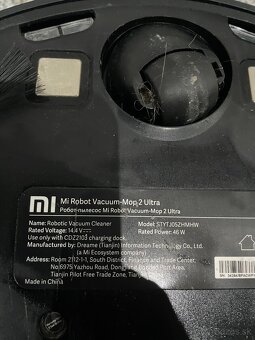 mi
Mi Robot Vacuum-Mop 2 Ultra
Робот-пылесос Mi Robot Vacuum-Mop 2 Ultra
Name: Robotic Vacuum Cleaner
Model: STYTJ05ZHMHW
Rated Voltage: 14.4 V
Rated Power: 46 W
Use only with CDZ2103 charging dock.
Manufactured by: Dreame (Tianjin) Information Technology Co., Ltd.
(a Mi Ecosystem company)
Address: Room 2112-1-1, South District, Finance and Trade Center,
No.6975 Yazhou Road, Dongjiang Bonded Port Area,
Tianjin Pilot Free Trade Zone, Tianjin, China
Made in China